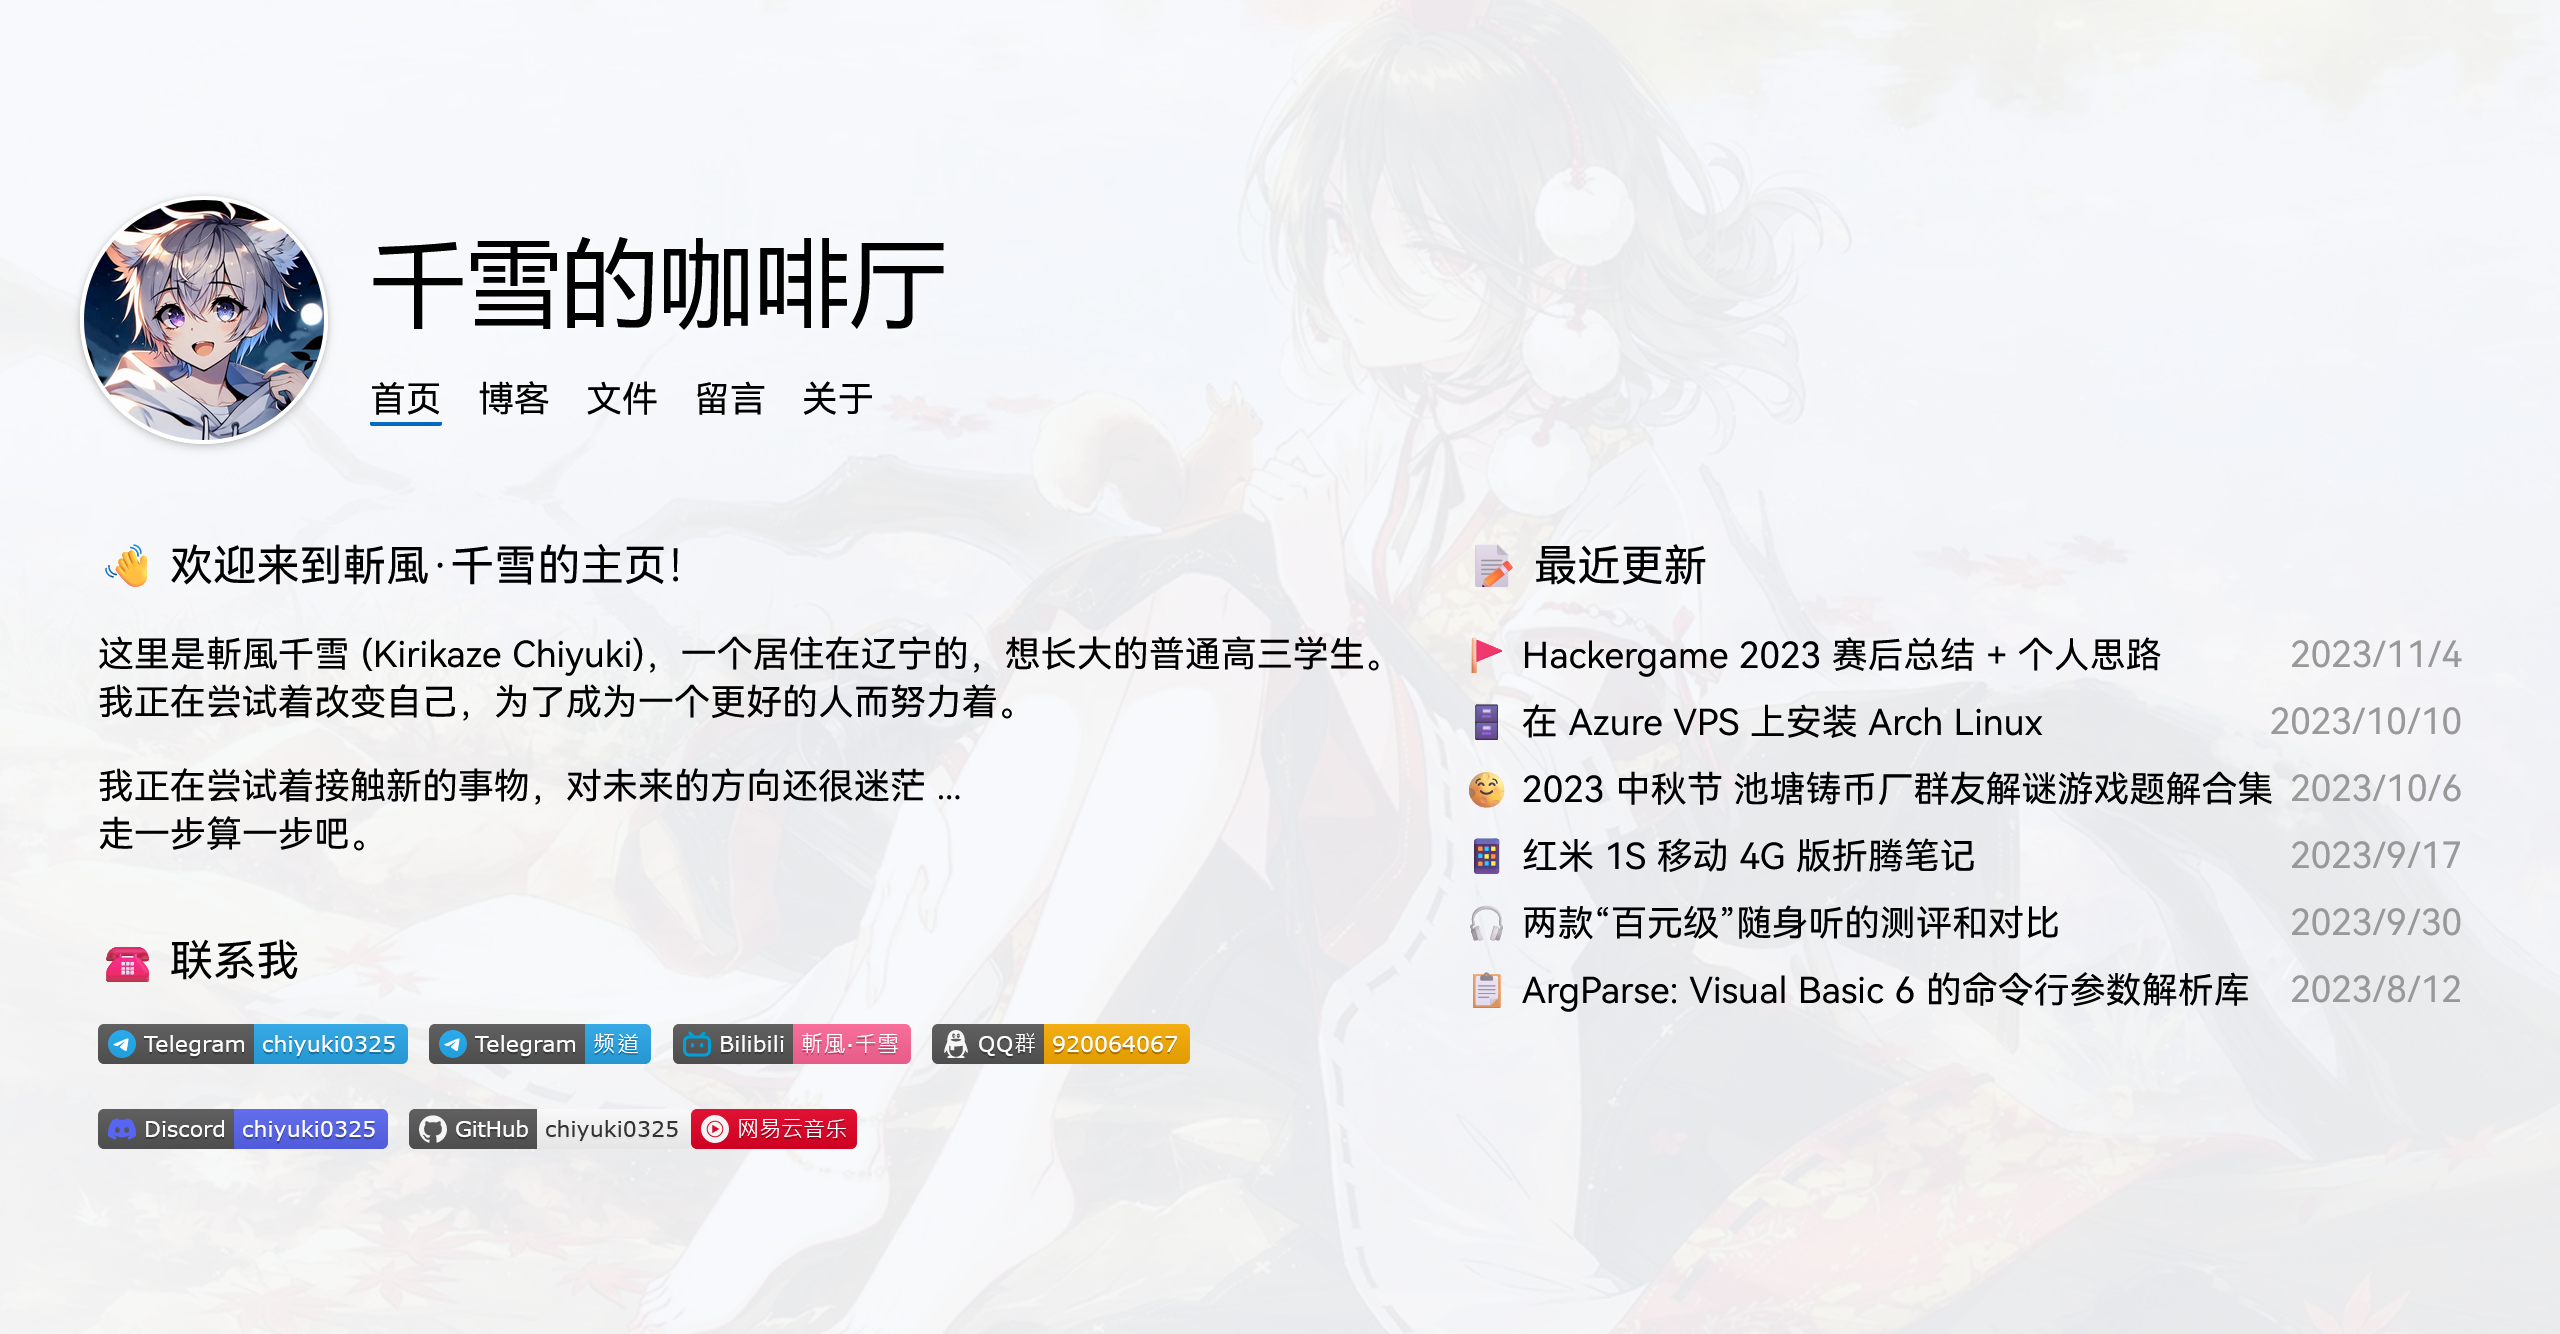 千雪的咖啡厅
首页 博客 文件 留言 关于
欢迎来到斬風·千雪的主页！
这里是斬風千雪 (Kirikaze Chiyuki)，一个居住在辽宁的，想长大的普通高三学生。
我正在尝试着改变自己，为了成为一个更好的人而努力着。
我正在尝试着接触新的事物，对未来的方向还很迷茫 ...
走一步算一步吧。
联系我
Telegram chiyuki0325 Telegram 频道 Bilibili 斬風·千雪 QQ群 920064067
Discord chiyuki0325 GitHub chiyuki0325 网易云音乐
最近更新
Hackergame 2023 赛后总结 + 个人思路 2023/11/4
在 Azure VPS 上安装 Arch Linux 2023/10/10
2023 中秋节 池塘铸币厂群友解谜游戏题解合集 2023/10/6
红米 1S 移动 4G 版折腾笔记 2023/9/17
两款“百元级”随身听的测评和对比 2023/9/30
ArgParse: Visual Basic 6 的命令行参数解析库 2023/8/12